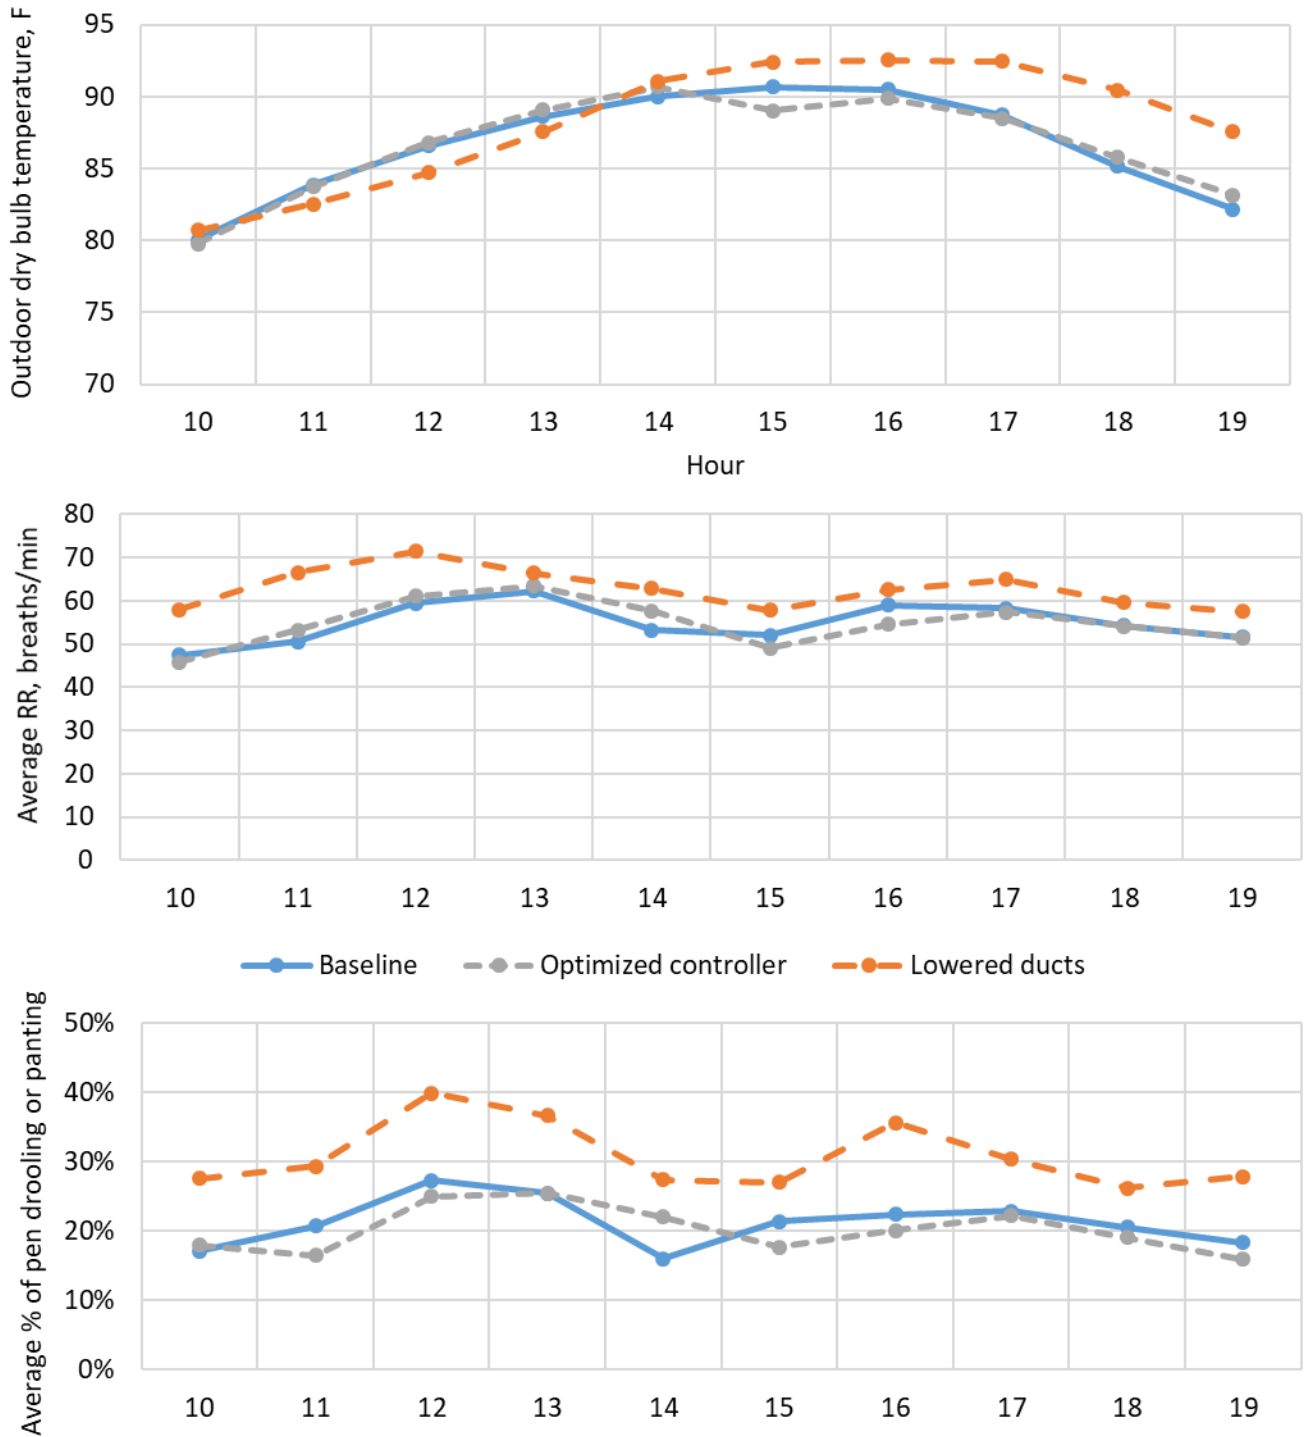 Outdoor dry bulb temperature, F
95
90
85
80
75
70
10 11 12 13 14 15 16 17 18 19
Hour
Average RR, breaths/min
80
70
60
50
40
30
20
10
0
10 11 12 13 14 15 16 17 18 19
Baseline Optimized controller Lowered ducts
Average % of pen drooling or panting
50%
40%
30%
20%
10%
0%
10 11 12 13 14 15 16 17 18 19